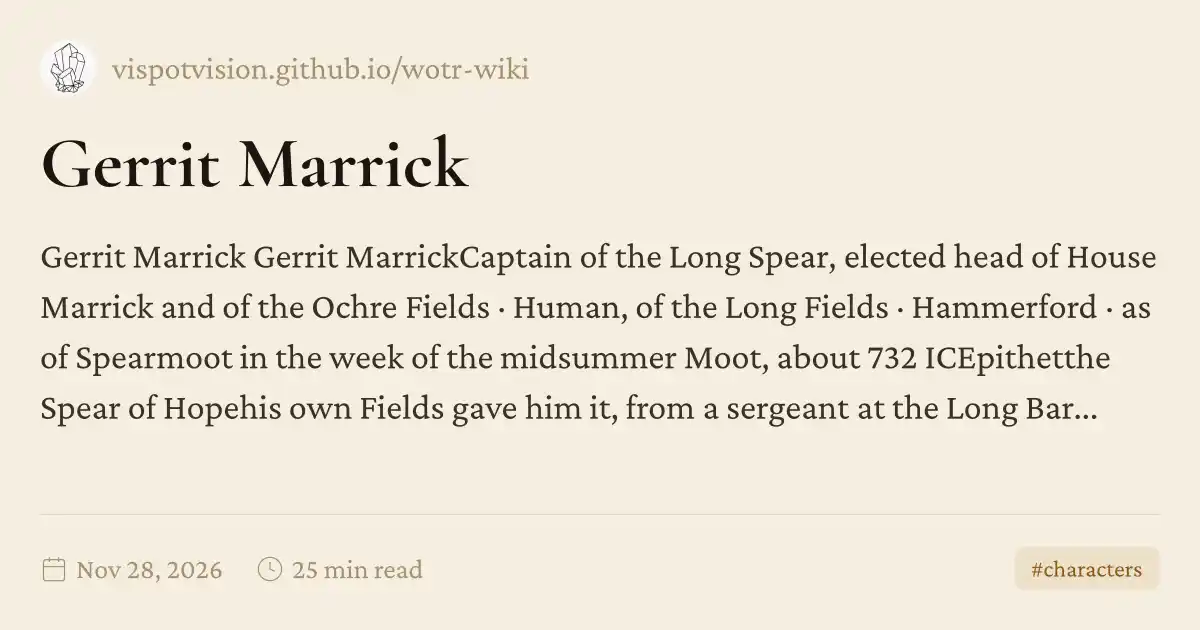 vispotvision.github.io/wotr-wiki
Gerrit Marrick
Gerrit Marrick Gerrit MarrickCaptain of the Long Spear, elected head of House
Marrick and of the Ochre Fields · Human, of the Long Fields · Hammerford · as
of Spearmoot in the week of the midsummer Moot, about 732 ICEpithetthe
Spear of Hopehis own Fields gave him it, from a sergeant at the Long Bar...
Nov 28, 2026
25 min read
#characters